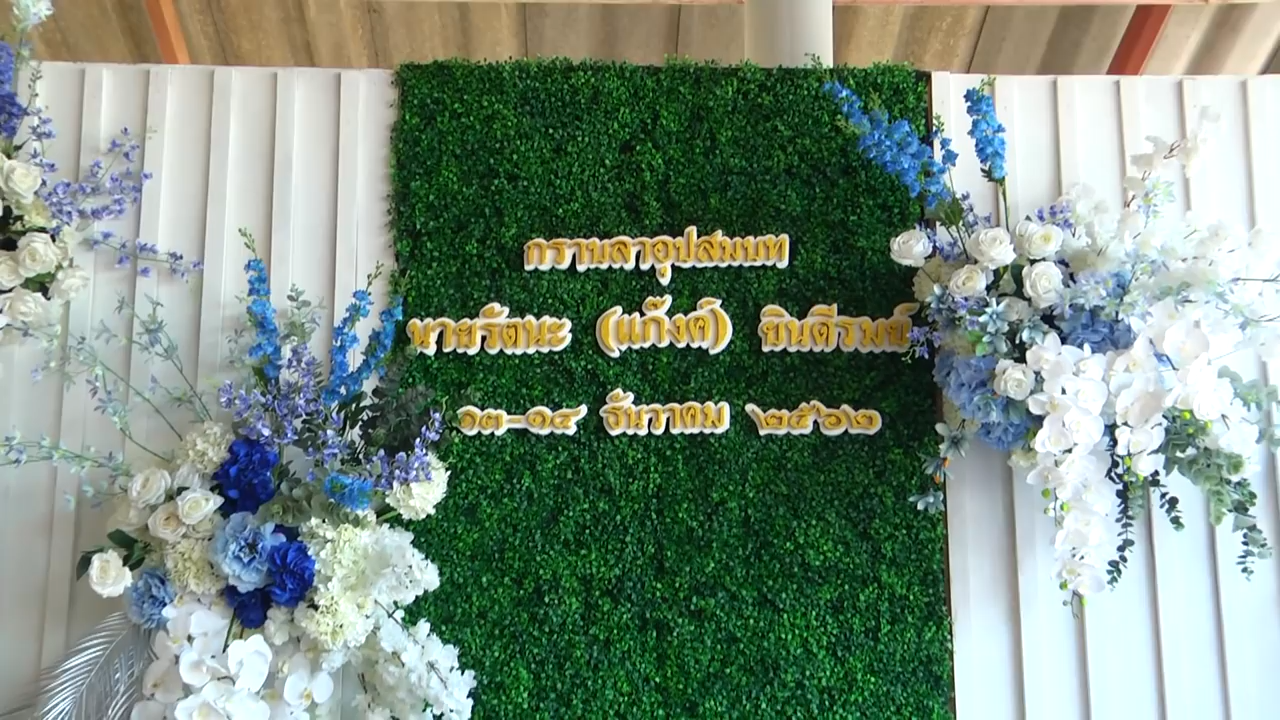 กราบลาอุปสมบท
นายรัตนะ (แก๊งค์) ยินดีรมย์
๑๓-๑๔ ธันวาคม ๒๕๖๒